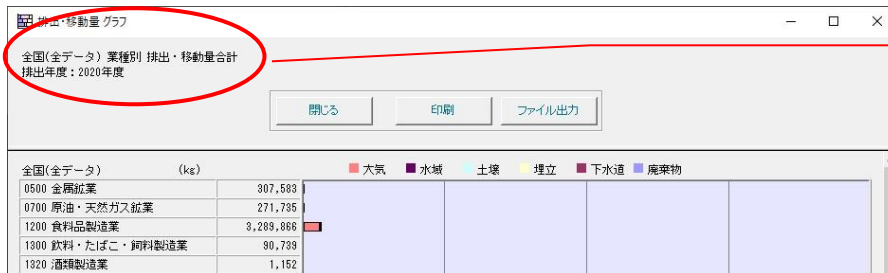 排出・移動量 グラフ
全国(全データ) 業種別 排出・移動量合計
排出年度：2020年度
閉じる 印刷 ファイル出力
全国(全データ) (kg) 大気 水域 土壌 埋立 下水道 廃棄物
0500 金属鉱業 307,583
0700 原油・天然ガス鉱業 271,735
1200 食料品製造業 3,289,866
1300 飲料・たばこ・飼料製造業 90,739
1320 酒類製造業 1,152